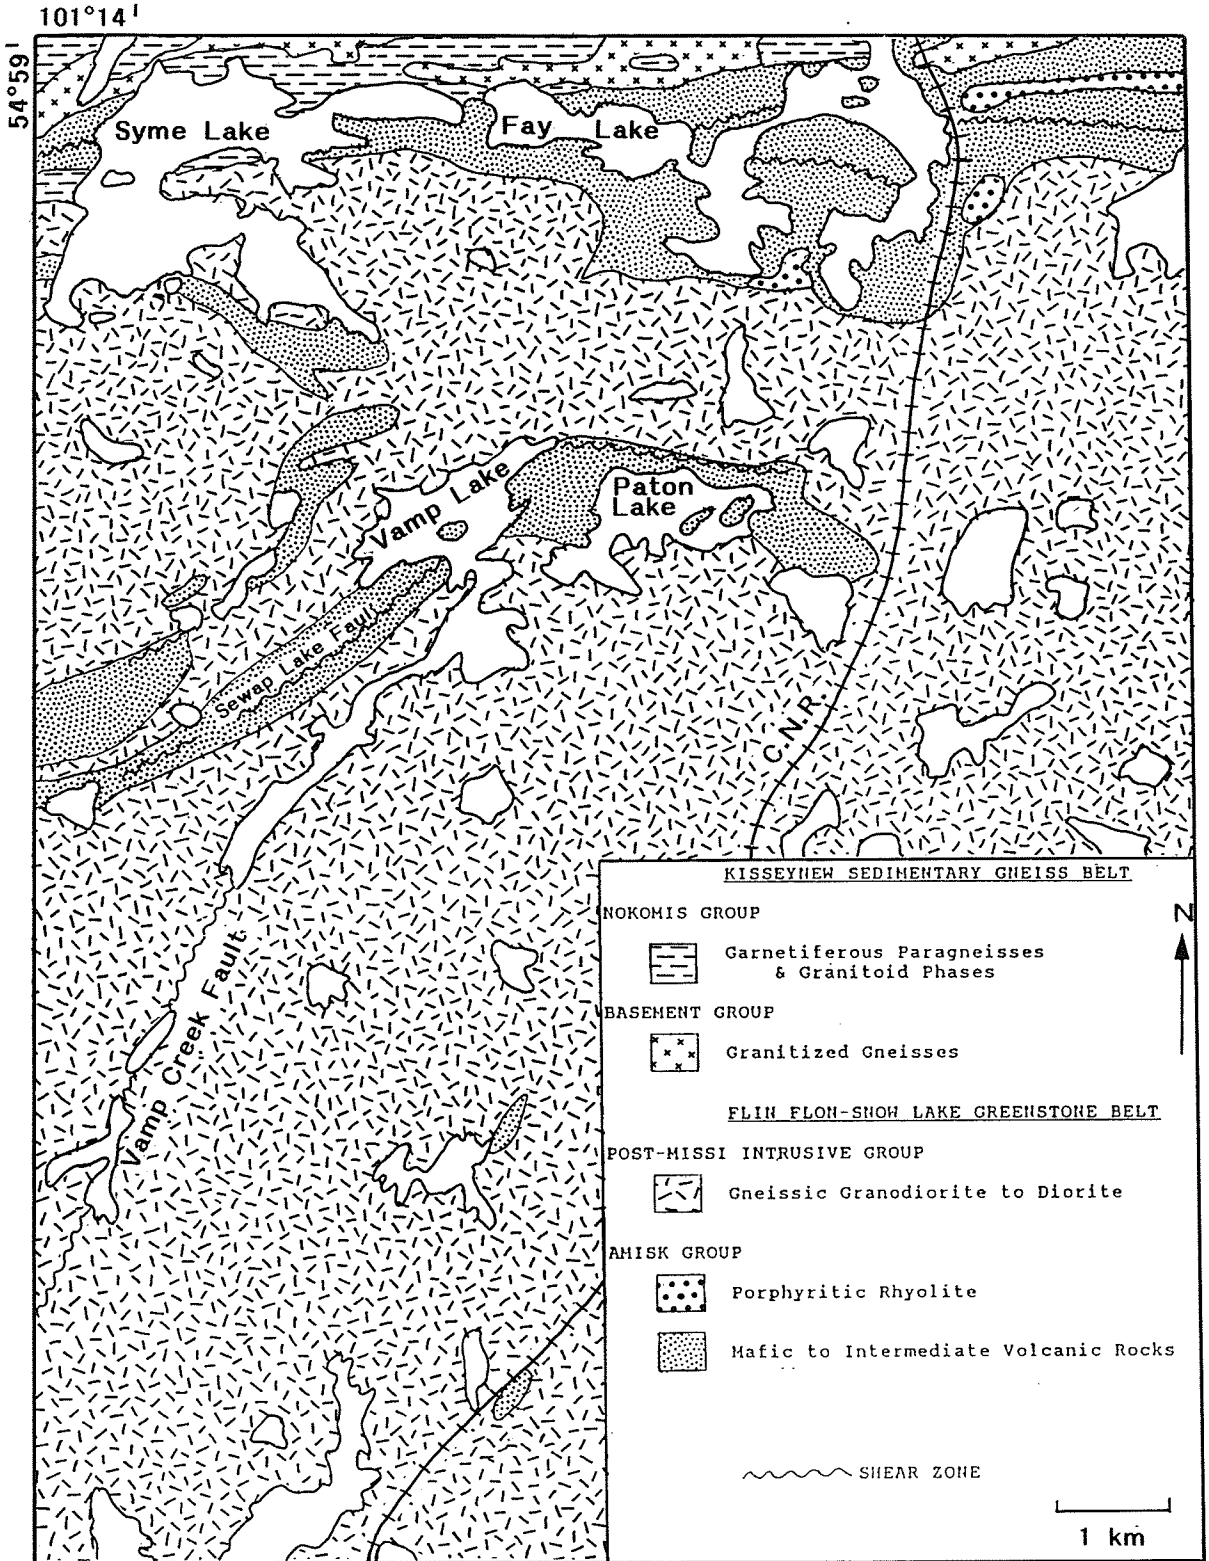 101°14'
54°59'
Syme Lake
Fay Lake
Vamp Lake
Paton
Lake
Sewap Lake Fault
C.N.R.
Vamp Creek Fault
KISSEYNEW SEDIMENTARY GNEISS BELT
NOKOMIS GROUP
Garnetiferous Paragneisses
& Granitoid Phases
BASEMENT GROUP
Granitized Gneisses
FLIN FLON-SNOW LAKE GREENSTONE BELT
POST-MISSI INTRUSIVE GROUP
Gneissic Granodiorite to Diorite
AMISK GROUP
Porphyritic Rhyolite
Mafic to Intermediate Volcanic Rocks
SHEAR ZONE
N
1 km